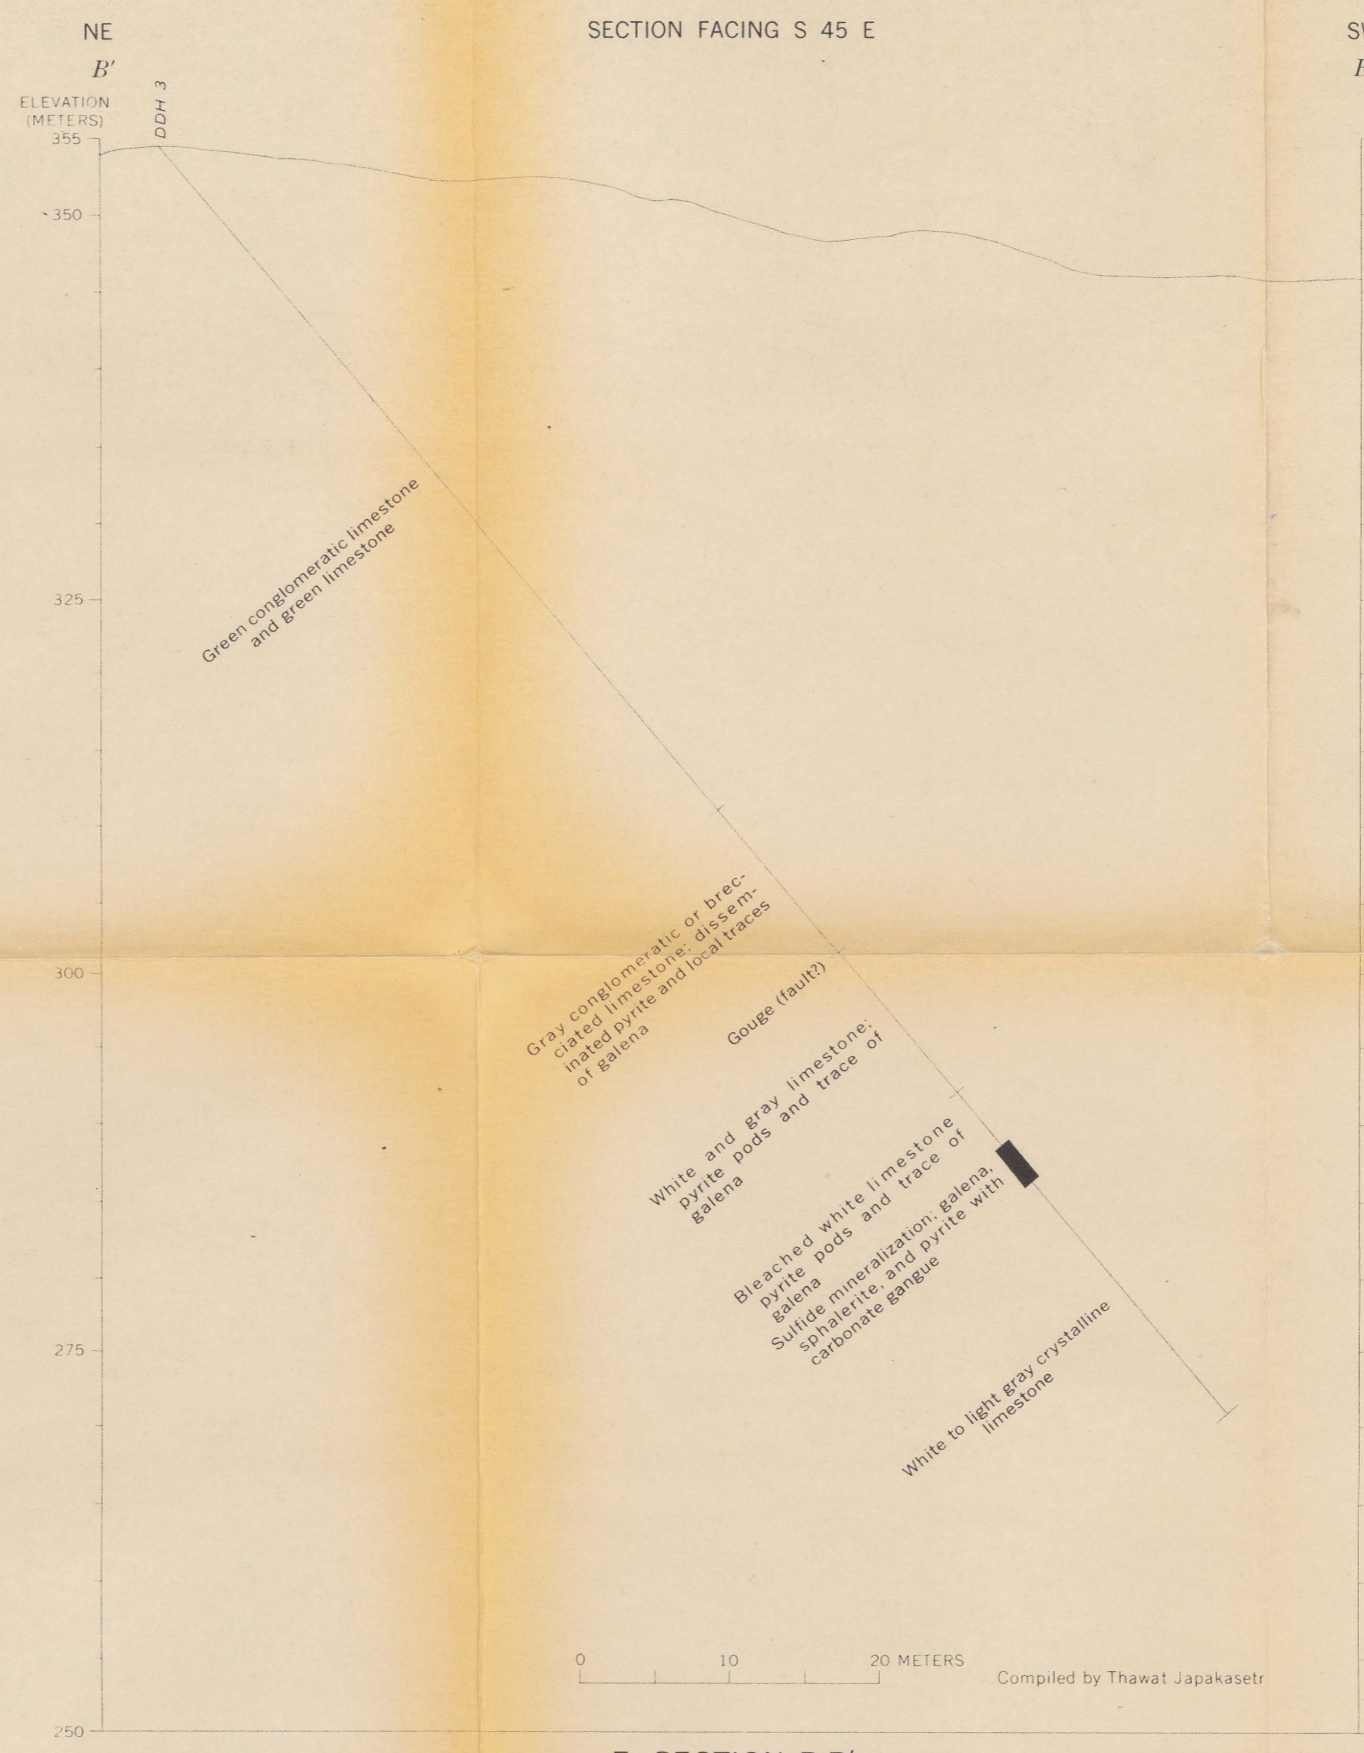 NE
SECTION FACING S 45 E
B′
DDH 3
ELEVATION
(METERS)
355
350
325
300
275
250
Green conglomeratic limestone
and green limestone
Gray conglomeratic or brec-
ciated limestone; dissem-
inated pyrite and local traces
of galena
Gouge (fault?)
White and gray limestone;
pyrite pods and trace of
galena
Bleached white limestone
pyrite pods and trace of
galena
Sulfide mineralization; galena,
sphalerite, and pyrite with
carbonate gangue
White to light gray crystalline
limestone
0 10 20 METERS
Compiled by Thawat Japakasetr